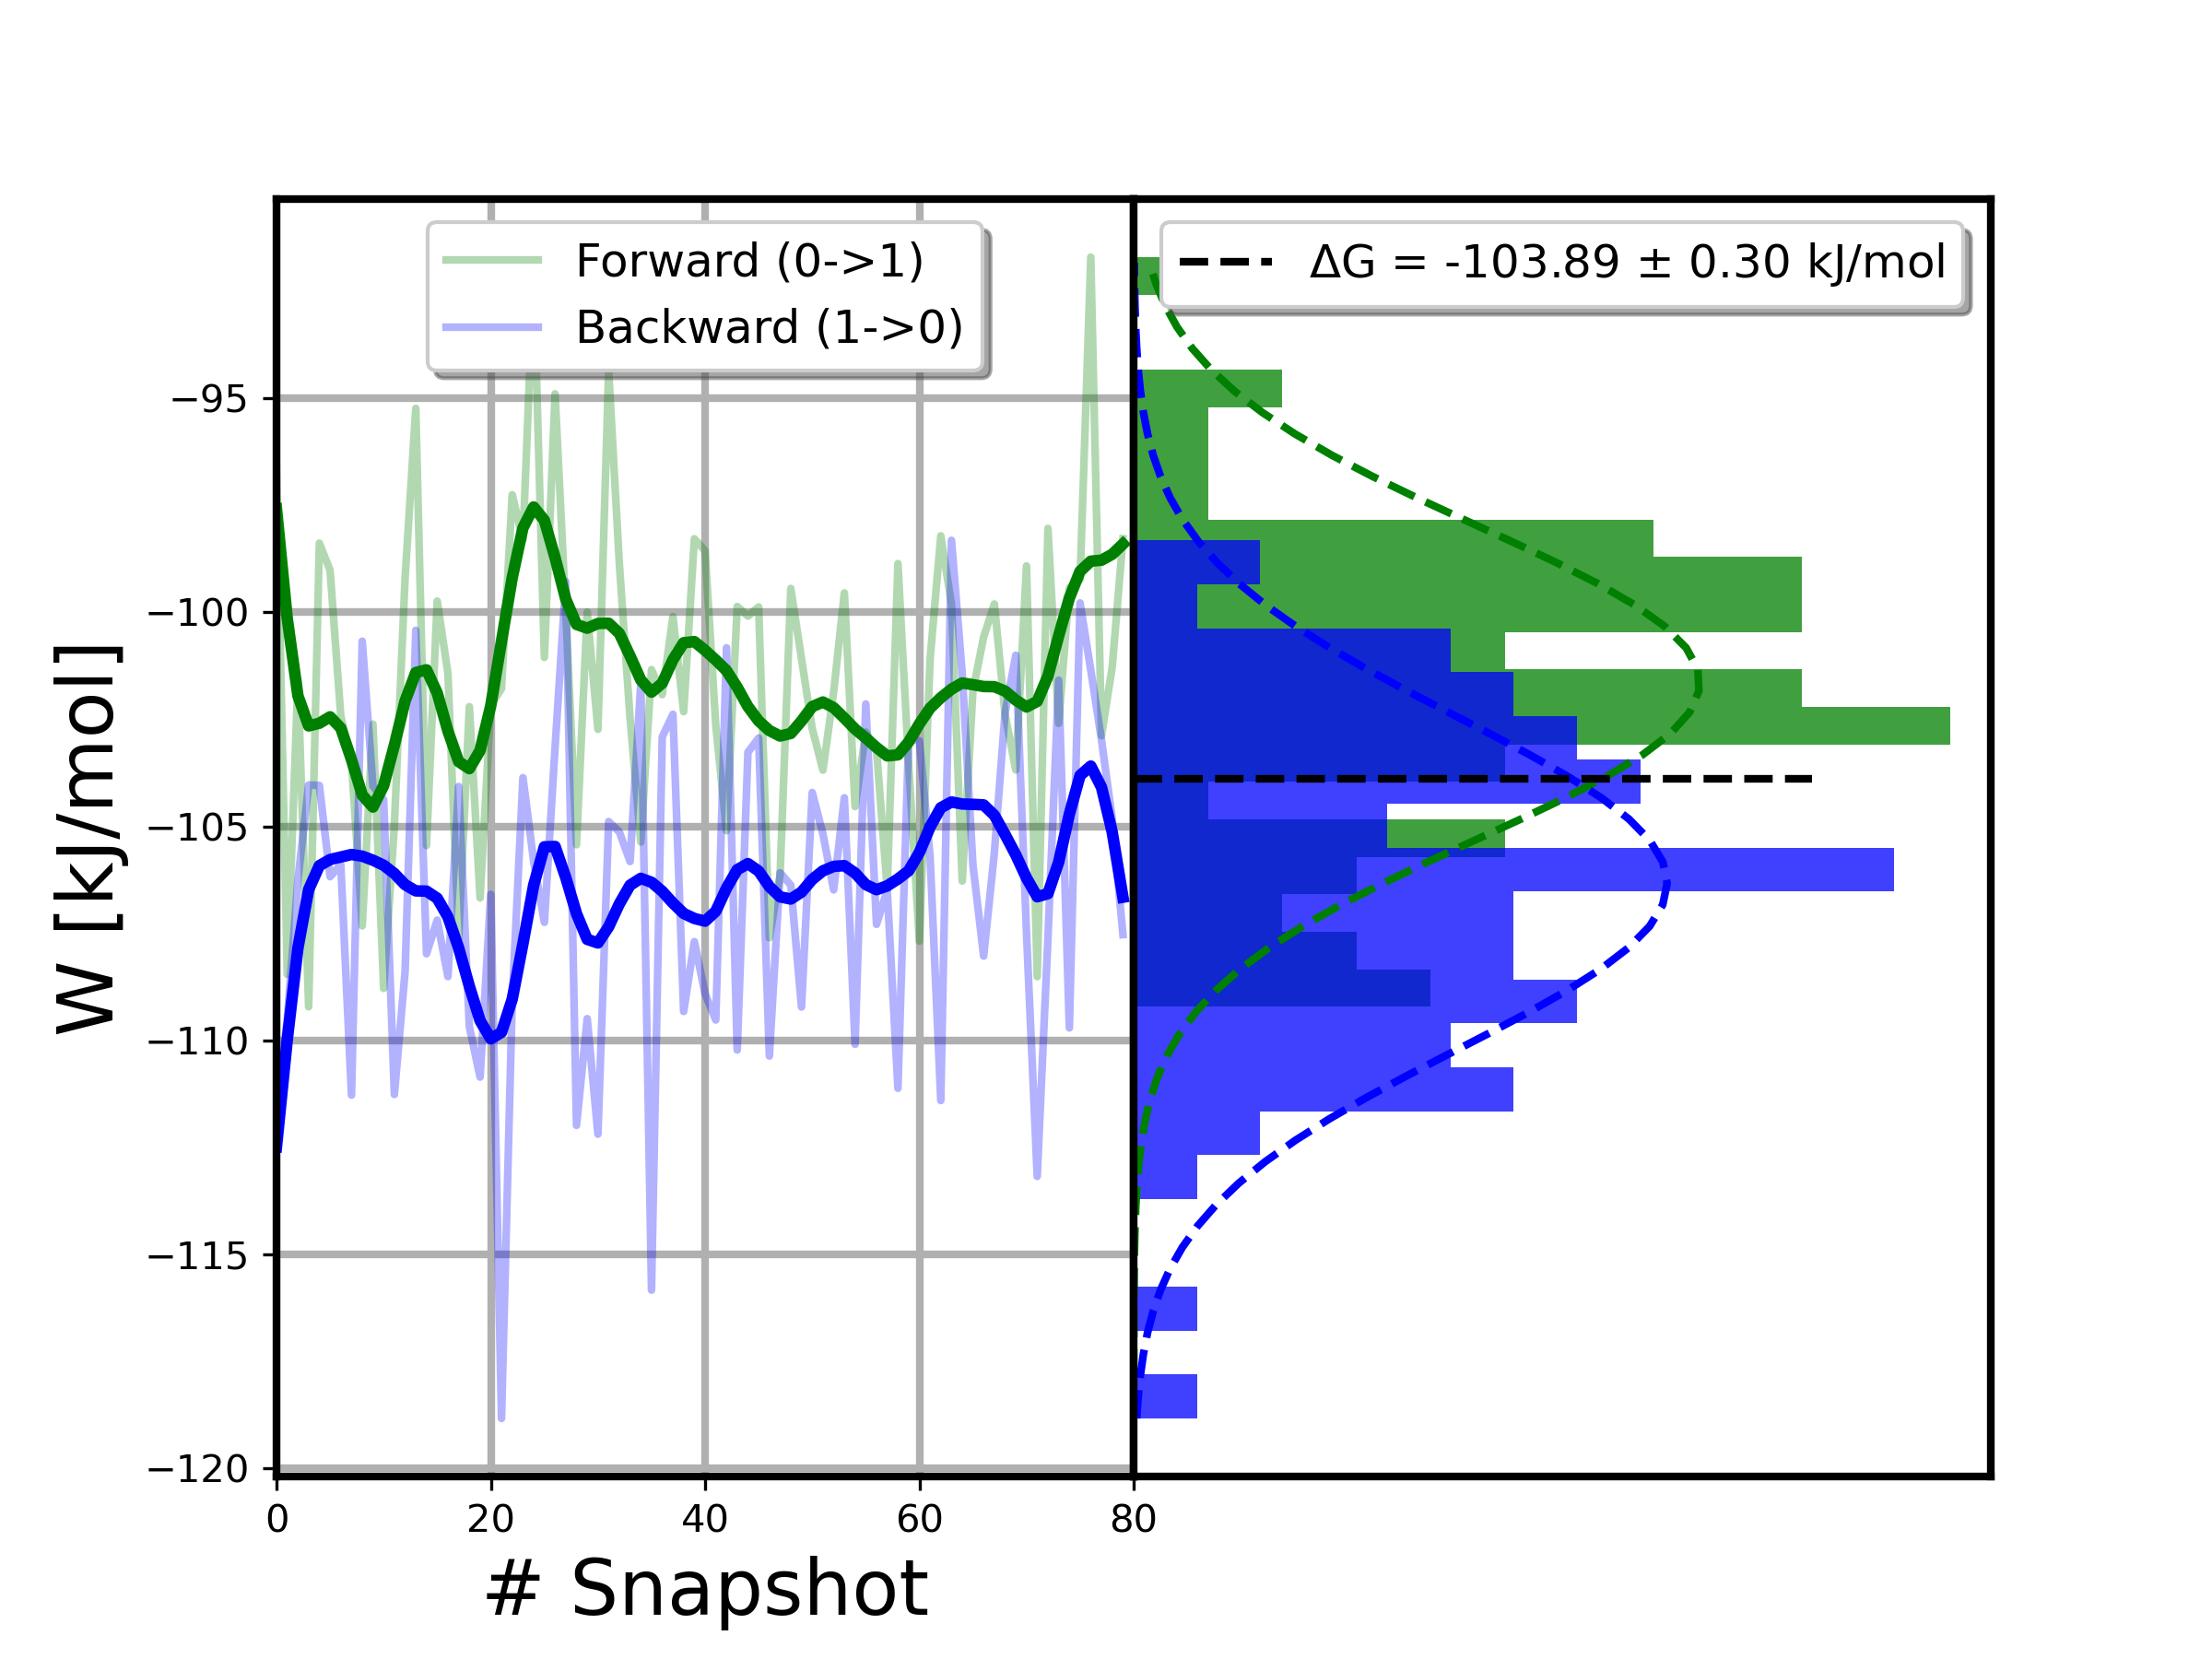 Forward (0->1)
Backward (1->0)
ΔG = -103.89 ± 0.30 kJ/mol
W [kJ/mol]
−95
−100
−105
−110
−115
−120
0 20 40 60 80
# Snapshot